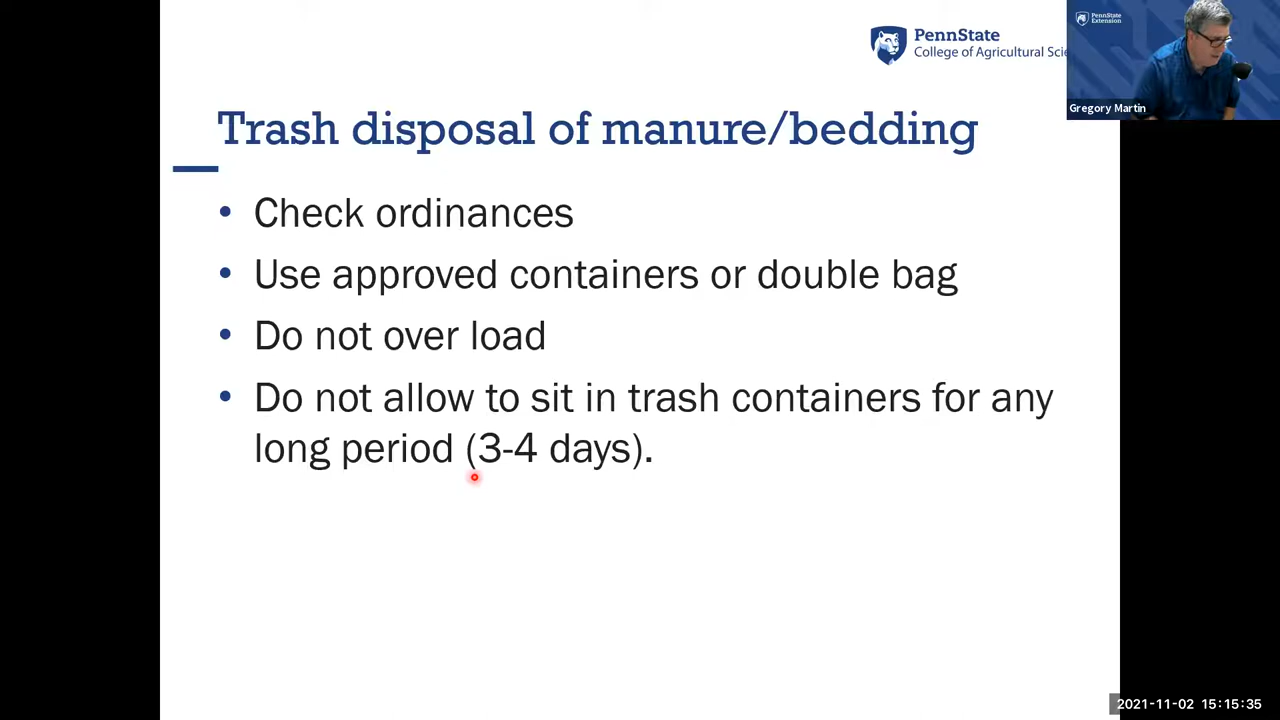 PennState
College of Agricultural Scie
PennState
Extension
Gregory Martin
Trash disposal of manure/bedding
• Check ordinances
• Use approved containers or double bag
• Do not over load
• Do not allow to sit in trash containers for any
long period (3-4 days).
2021-11-02 15:15:35